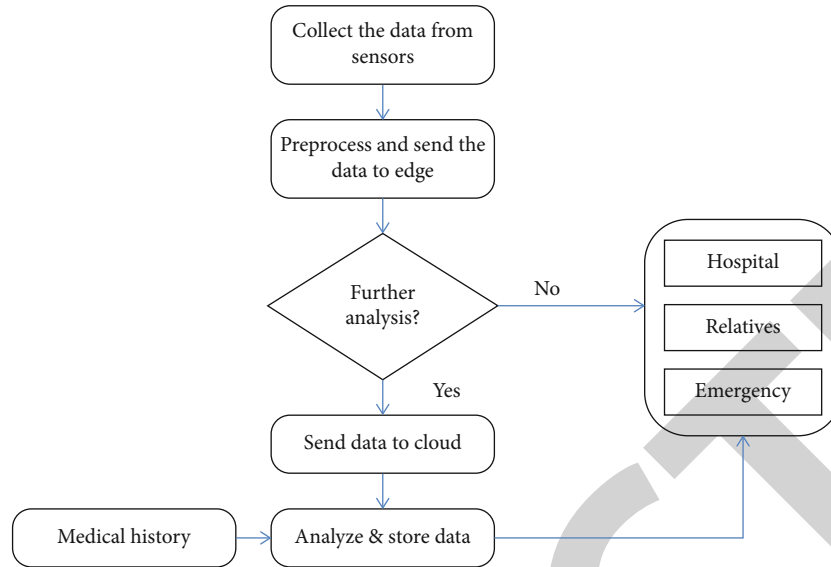 Collect the data from
sensors
Preprocess and send the
data to edge
Further
analysis?
No
Hospital
Relatives
Emergency
Yes
Send data to cloud
Medical history
Analyze & store data